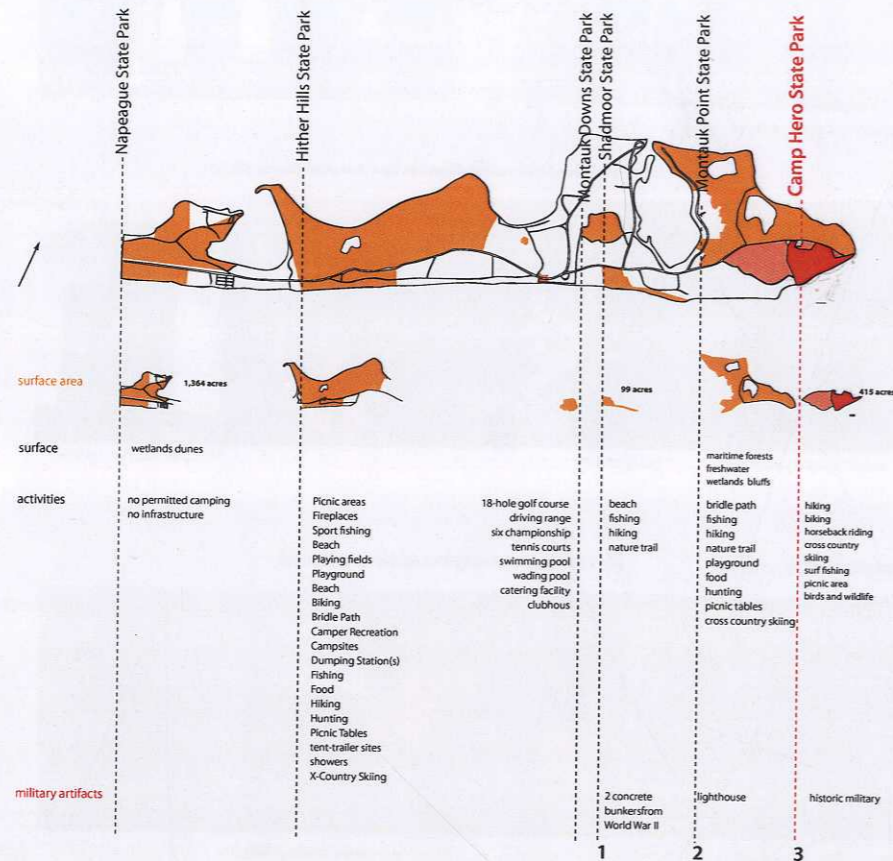 Napeague State Park
Hither Hills State Park
Montauk Downs State Park
Shadmoor State Park
Montauk Point State Park
Camp Hero State Park
surface area
1,364 acres
99 acres
415 acres
surface
wetlands dunes
maritime forests
freshwater
wetlands bluffs
activities
no permitted camping
no infrastructure
Picnic areas
Fireplaces
Sport fishing
Beach
Playing fields
Playground
Beach
Biking
Bridle Path
Camper Recreation
Campsites
Dumping Station(s)
Fishing
Food
Hiking
Hunting
Picnic Tables
tent-trailer sites
showers
X-Country Skiing
18-hole golf course
driving range
six championship
tennis courts
swimming pool
wading pool
catering facility
clubhous
beach
fishing
hiking
nature trail
bridle path
fishing
hiking
nature trail
playground
food
hunting
picnic tables
cross country skiing
hiking
biking
horseback riding
cross country
skiing
surf fishing
picnic area
birds and wildlife
military artifacts
2 concrete
bunkersfrom
World War II
lighthouse
historic military
1
2
3